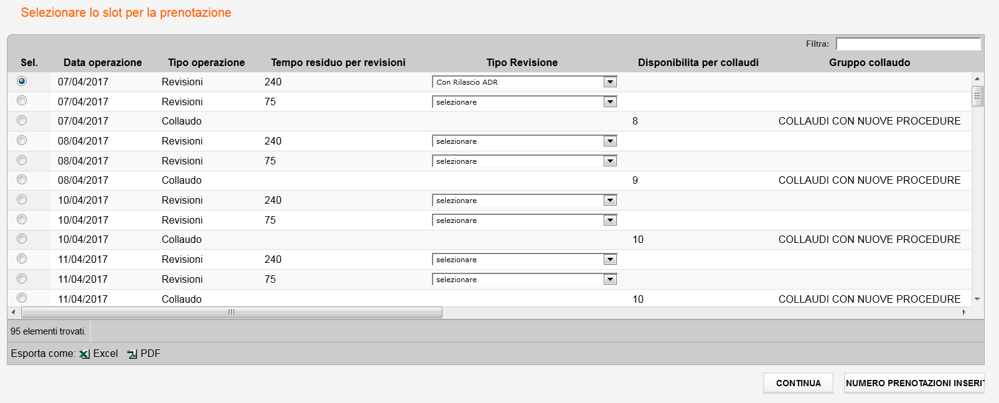 Selezionare lo slot per la prenotazione
Filtra:
Sel. Data operazione Tipo operazione Tempo residuo per revisioni Tipo Revisione Disponibilita per collaudi Gruppo collaudo
07/04/2017 Revisioni 240 Con Rilascio ADR
07/04/2017 Revisioni 75 selezionare
07/04/2017 Collaudo 8 COLLAUDI CON NUOVE PROCEDURE
08/04/2017 Revisioni 240 selezionare
08/04/2017 Revisioni 75 selezionare
08/04/2017 Collaudo 9 COLLAUDI CON NUOVE PROCEDURE
10/04/2017 Revisioni 240 selezionare
10/04/2017 Revisioni 75 selezionare
10/04/2017 Collaudo 10 COLLAUDI CON NUOVE PROCEDURE
11/04/2017 Revisioni 240 selezionare
11/04/2017 Revisioni 75 selezionare
11/04/2017 Collaudo 10 COLLAUDI CON NUOVE PROCEDURE
95 elementi trovati.
Esporta come: Excel PDF
CONTINUA NUMERO PRENOTAZIONI INSERIT